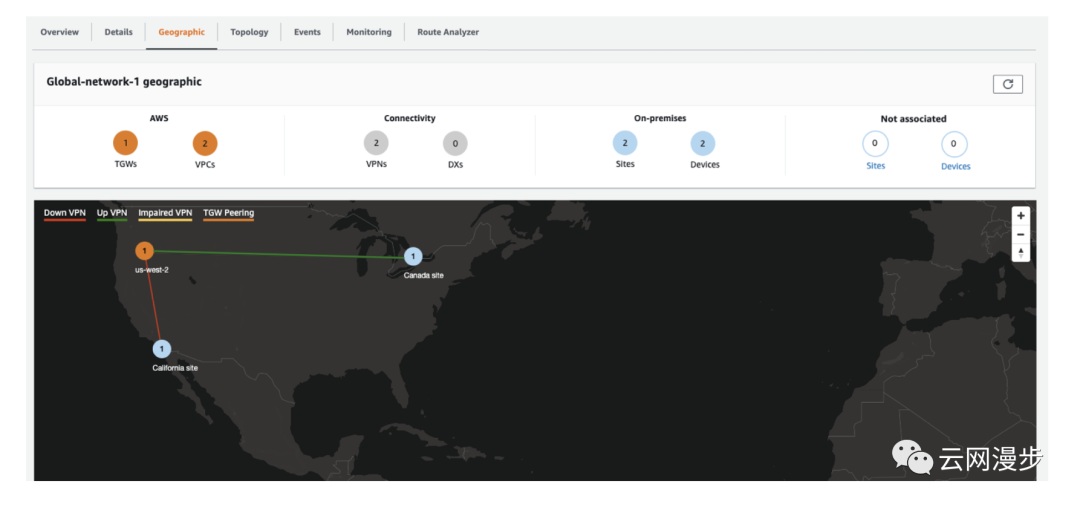 Overview Details Geographic Topology Events Monitoring Route Analyzer
Global-network-1 geographic
AWS Connectivity On-premises Not associated
1 2 2 0 2 2 0 0
TGWs VPCs VPNs DXs Sites Devices Sites Devices
Down VPN Up VPN Impaired VPN TGW Peering
+
-
1
us-west-2
1
Canada site
1
California site
云网漫步